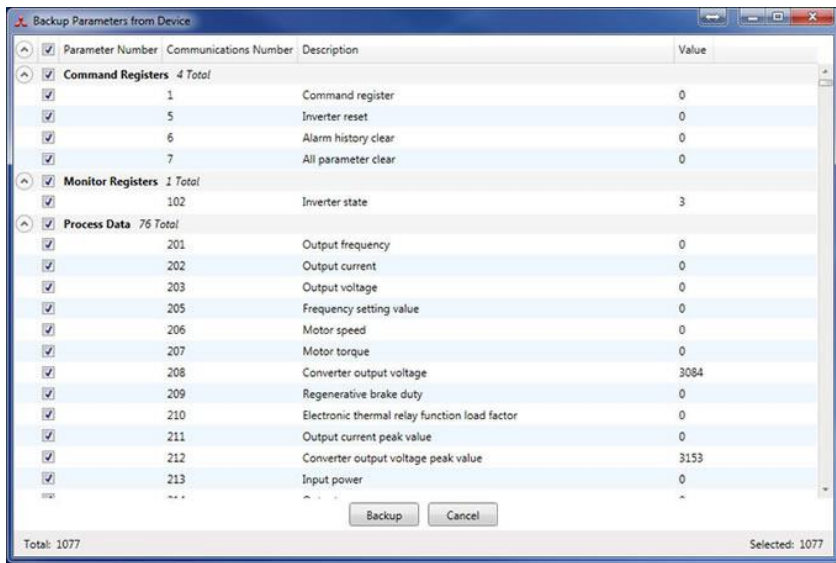 Backup Parameters from Device
Parameter Number Communications Number Description Value
Command Registers 4 Total
1 Command register 0
5 Inverter reset 0
6 Alarm history clear 0
7 All parameter clear 0
Monitor Registers 1 Total
102 Inverter state 3
Process Data 76 Total
201 Output frequency 0
202 Output current 0
203 Output voltage 0
205 Frequency setting value 0
206 Motor speed 0
207 Motor torque 0
208 Converter output voltage 3084
209 Regenerative brake duty 0
210 Electronic thermal relay function load factor 0
211 Output current peak value 0
212 Converter output voltage peak value 3153
213 Input power 0
Backup Cancel
Total: 1077 Selected: 1077